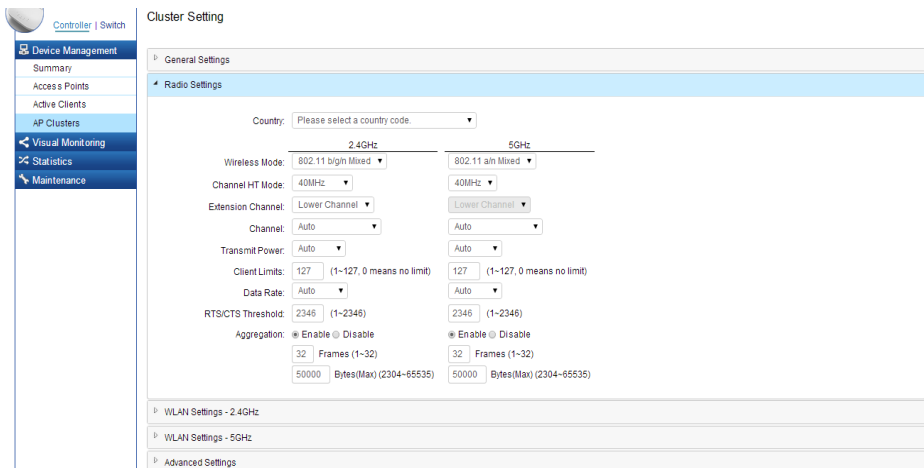 Controller | Switch
Cluster Setting
Device Management
Summary
Access Points
Active Clients
AP Clusters
Visual Monitoring
Statistics
Maintenance
General Settings
Radio Settings
Country: Please select a country code.
2.4GHz 5GHz
Wireless Mode: 802.11 b/g/n Mixed 802.11 a/n Mixed
Channel HT Mode: 40MHz 40MHz
Extension Channel: Lower Channel Lower Channel
Channel: Auto Auto
Transmit Power: Auto Auto
Client Limits: 127 (1~127, 0 means no limit) 127 (1~127, 0 means no limit)
Data Rate: Auto Auto
RTS/CTS Threshold: 2346 (1~2346) 2346 (1~2346)
Aggregation: Enable Disable Enable Disable
32 Frames (1~32) 32 Frames (1~32)
50000 Bytes(Max) (2304~65535) 50000 Bytes(Max) (2304~65535)
WLAN Settings - 2.4GHz
WLAN Settings - 5GHz
Advanced Settings